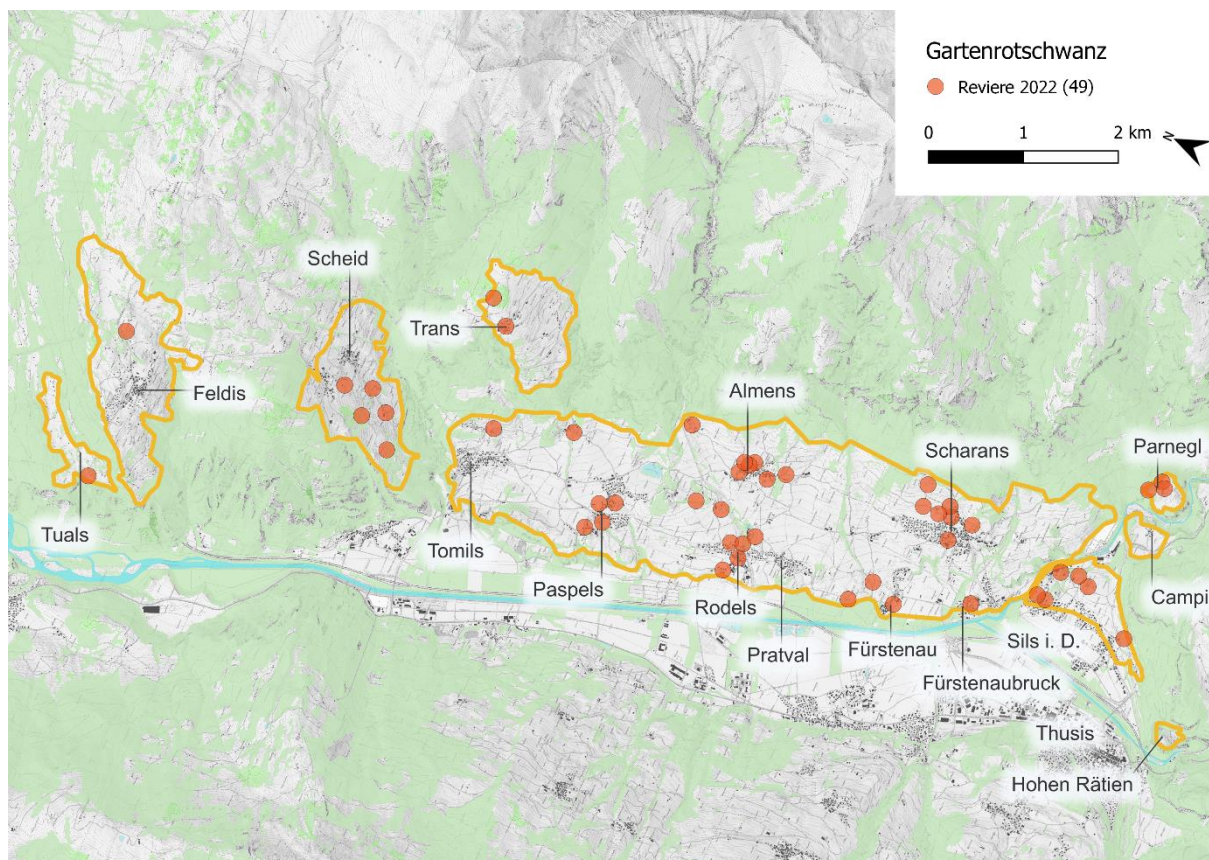 Gartenrotschwanz
Reviere 2022 (49)
0 1 2 km
N
Scheid
Trans
Feldis
Almens
Scharans
Parnegl
Tuals
Tomils
Paspels
Rodels
Campi
Pratval
Fürstenau
Sils i. D.
Fürstenaubruck
Thusis
Hohen Rätien